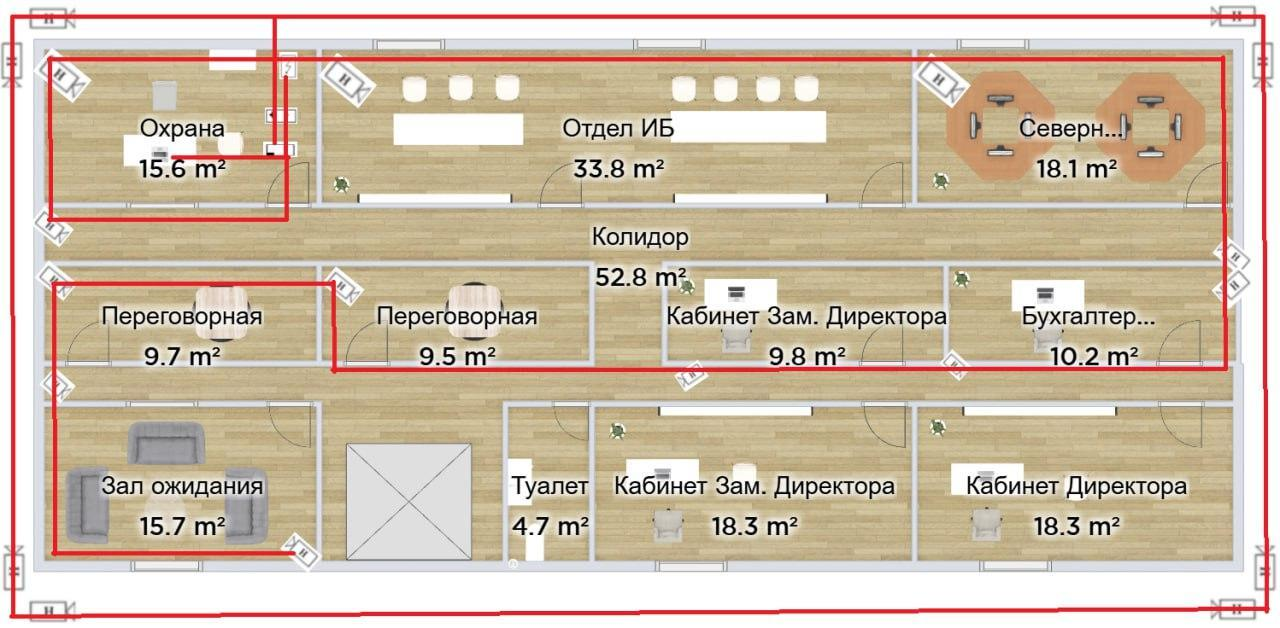 Охрана
15.6 m²
Отдел ИБ
33.8 m²
Северн...
18.1 m²
Колидор
52.8 m²
Переговорная
9.7 m²
Переговорная
9.5 m²
Кабинет Зам. Директора
9.8 m²
Бухгалтер...
10.2 m²
Зал ожидания
15.7 m²
Туалет
4.7 m²
Кабинет Зам. Директора
18.3 m²
Кабинет Директора
18.3 m²